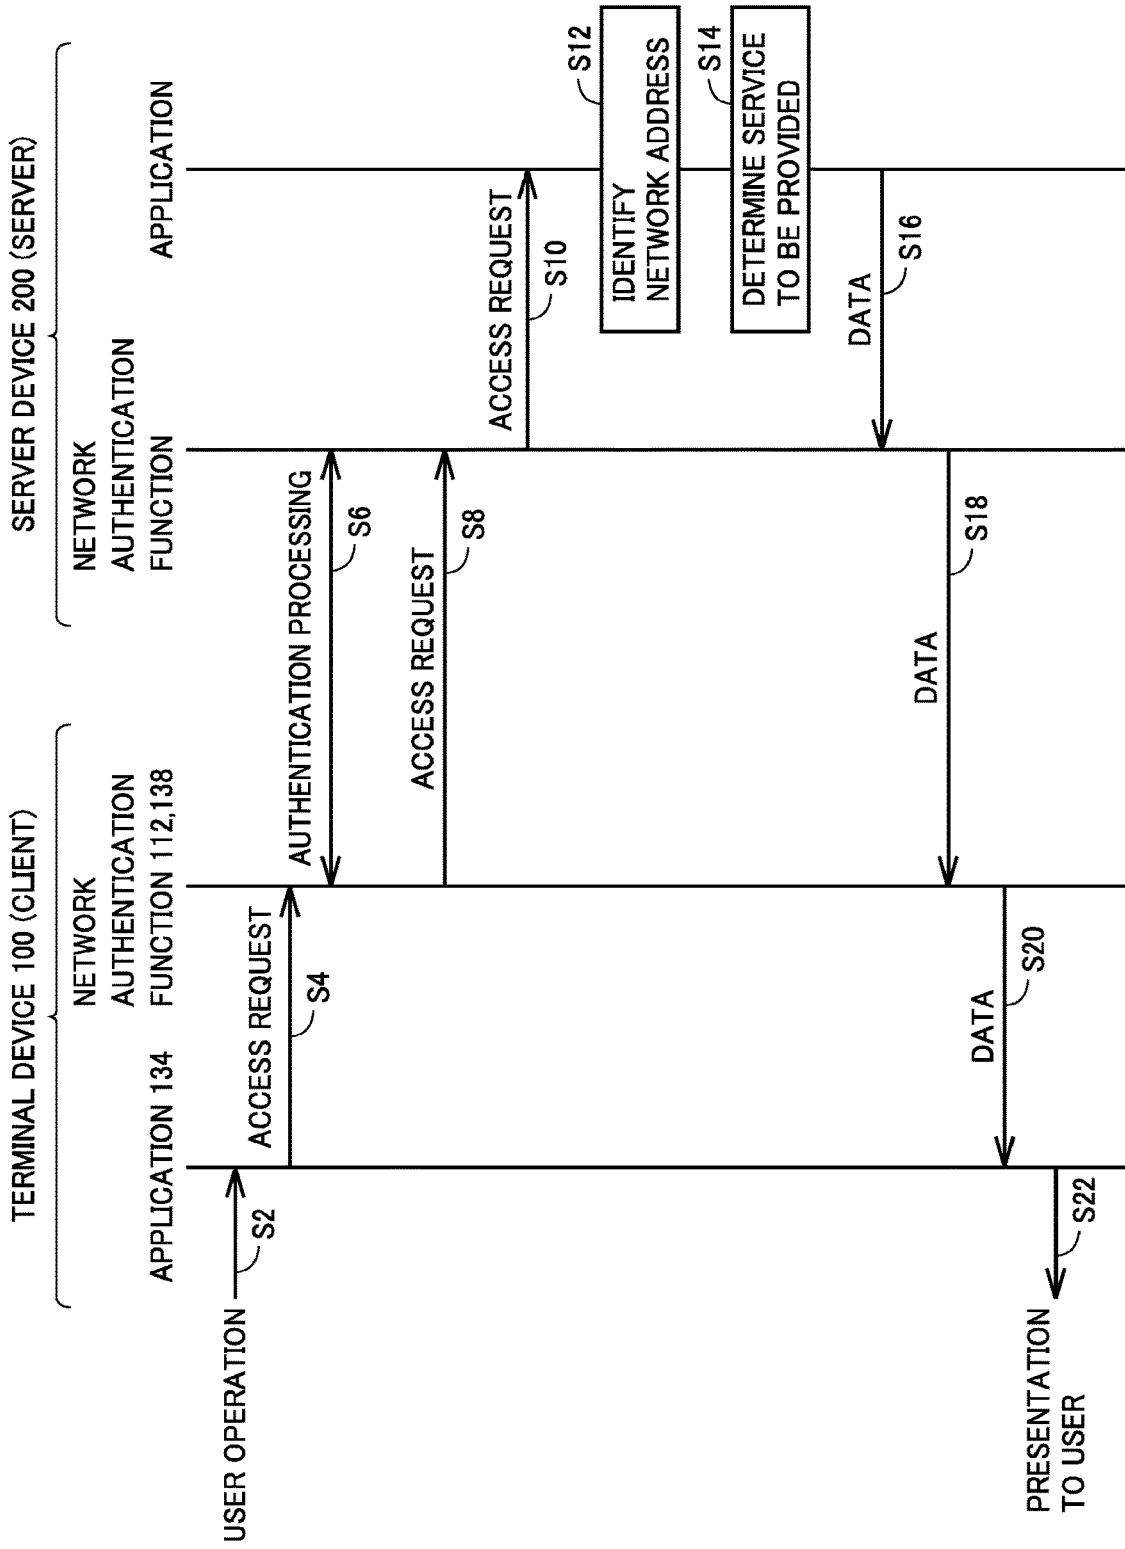 TERMINAL DEVICE 100 (CLIENT)
SERVER DEVICE 200 (SERVER)
APPLICATION 134
NETWORK
AUTHENTICATION
FUNCTION 112,138
NETWORK
AUTHENTICATION
FUNCTION
APPLICATION
USER OPERATION
S2
ACCESS REQUEST
S4
AUTHENTICATION PROCESSING
S6
ACCESS REQUEST
S8
ACCESS REQUEST
S10
IDENTIFY
NETWORK ADDRESS
S12
DETERMINE SERVICE
TO BE PROVIDED
S14
DATA
S16
DATA
S18
DATA
S20
PRESENTATION
TO USER
S22